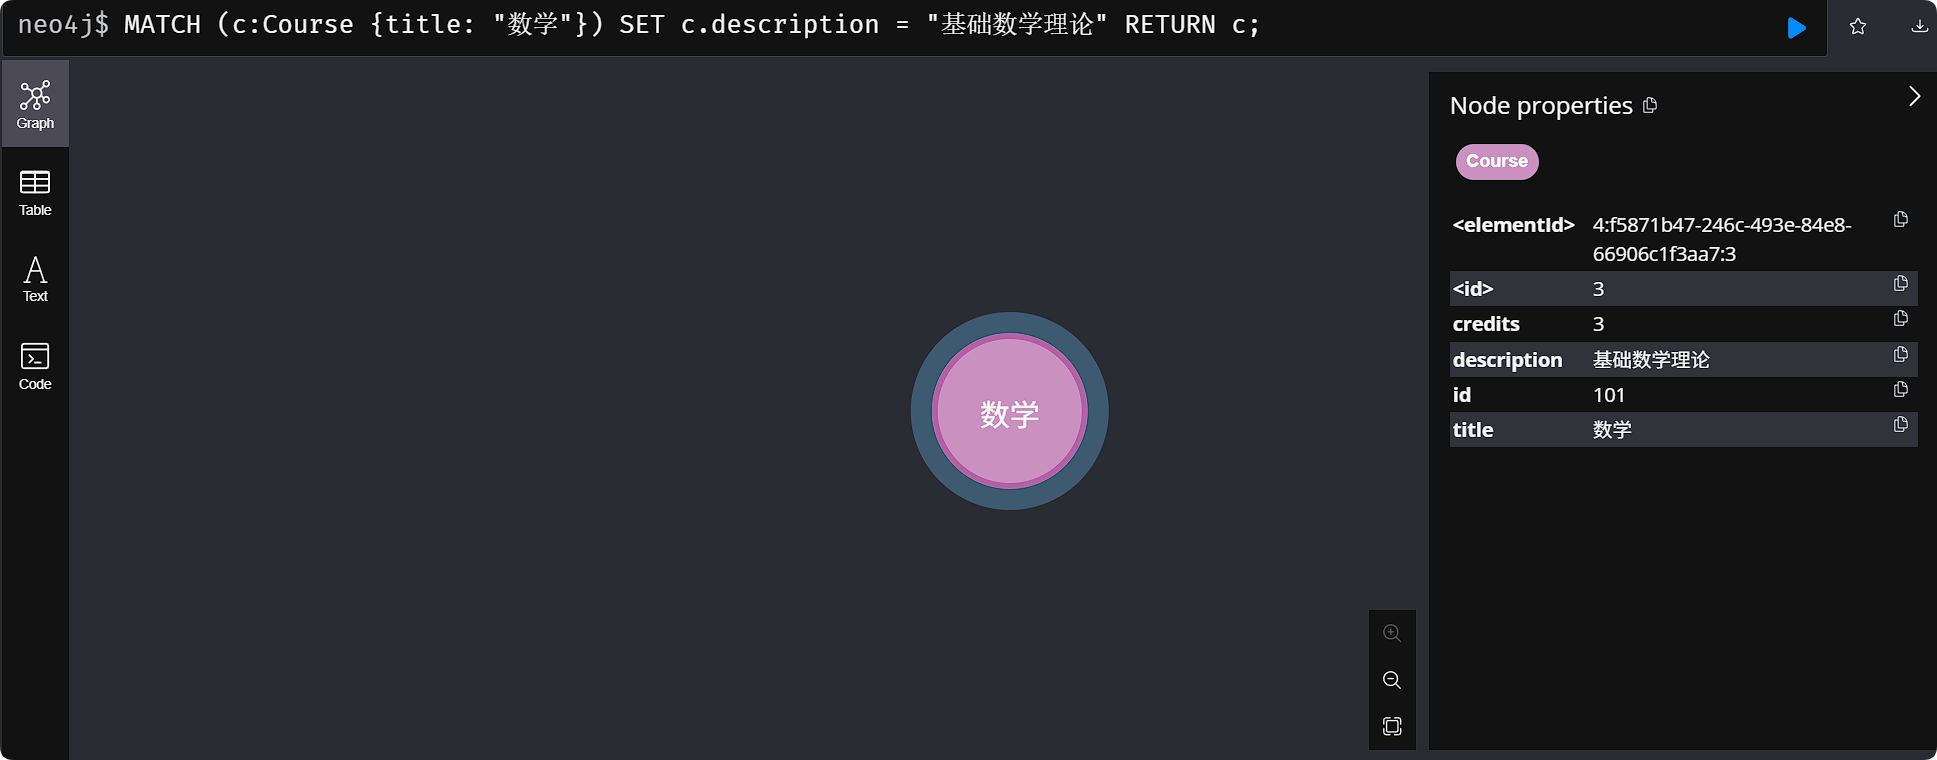 neo4j$ MATCH (c:Course {title: "数学"}) SET c.description = "基础数学理论" RETURN c;
Graph
Table
Text
Code
数学
Node properties
Course
<elementId> 4:f5871b47-246c-493e-84e8-
66906c1f3aa7:3
<id> 3
credits 3
description 基础数学理论
id 101
title 数学